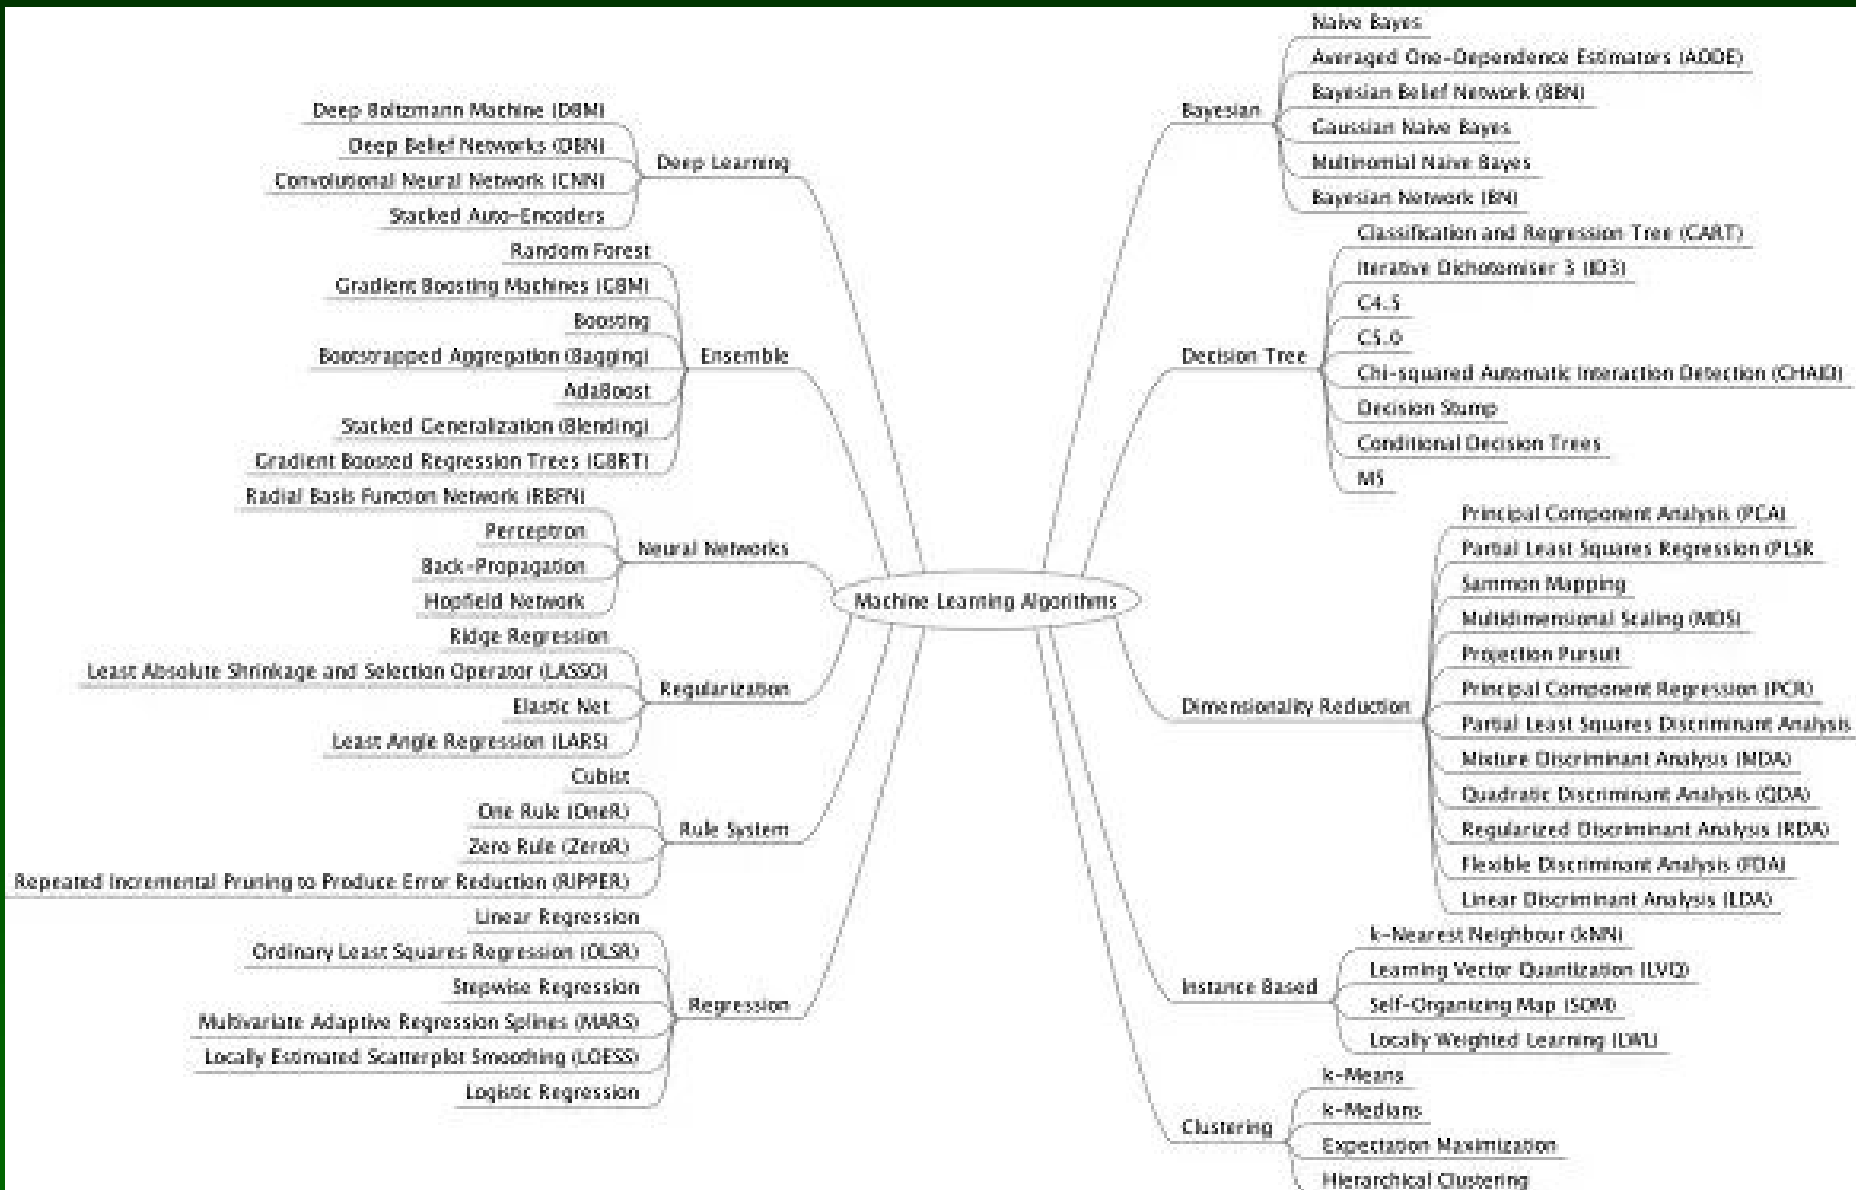 Deep Boltzmann Machine (DBM)
Deep Belief Networks (DBN)
Convolutional Neural Network (CNN)
Stacked Auto-Encoders
Deep Learning
Random Forest
Gradient Boosting Machines (GBM)
Boosting
Bootstrapped Aggregation (Bagging)
AdaBoost
Stacked Generalization (Blending)
Gradient Boosted Regression Trees (GBRT)
Ensemble
Radial Basis Function Network (RBFN)
Perceptron
Back-Propagation
Hopfield Network
Neural Networks
Ridge Regression
Least Absolute Shrinkage and Selection Operator (LASSO)
Elastic Net
Least Angle Regression (LARS)
Regularization
Cubist
One Rule (OneR)
Zero Rule (ZeroR)
Repeated Incremental Pruning to Produce Error Reduction (RIPPER)
Rule System
Linear Regression
Ordinary Least Squares Regression (OLSR)
Stepwise Regression
Multivariate Adaptive Regression Splines (MARS)
Locally Estimated Scatterplot Smoothing (LOESS)
Logistic Regression
Regression
Machine Learning Algorithms
Bayesian
Naive Bayes
Averaged One-Dependence Estimators (AODE)
Bayesian Belief Network (BBN)
Gaussian Naive Bayes
Multinomial Naive Bayes
Bayesian Network (BN)
Decision Tree
Classification and Regression Tree (CART)
Iterative Dichotomiser 3 (ID3)
C4.5
C5.0
Chi-squared Automatic Interaction Detection (CHAID)
Decision Stump
Conditional Decision Trees
M5
Dimensionality Reduction
Principal Component Analysis (PCA)
Partial Least Squares Regression (PLSR
Sammon Mapping
Multidimensional Scaling (MDS)
Projection Pursuit
Principal Component Regression (PCR)
Partial Least Squares Discriminant Analysis
Mixture Discriminant Analysis (MDA)
Quadratic Discriminant Analysis (QDA)
Regularized Discriminant Analysis (RDA)
Flexible Discriminant Analysis (FDA)
Linear Discriminant Analysis (LDA)
Instance Based
k-Nearest Neighbour (kNN)
Learning Vector Quantization (LVQ)
Self-Organizing Map (SOM)
Locally Weighted Learning (LWL)
Clustering
k-Means
k-Medians
Expectation Maximization
Hierarchical Clustering